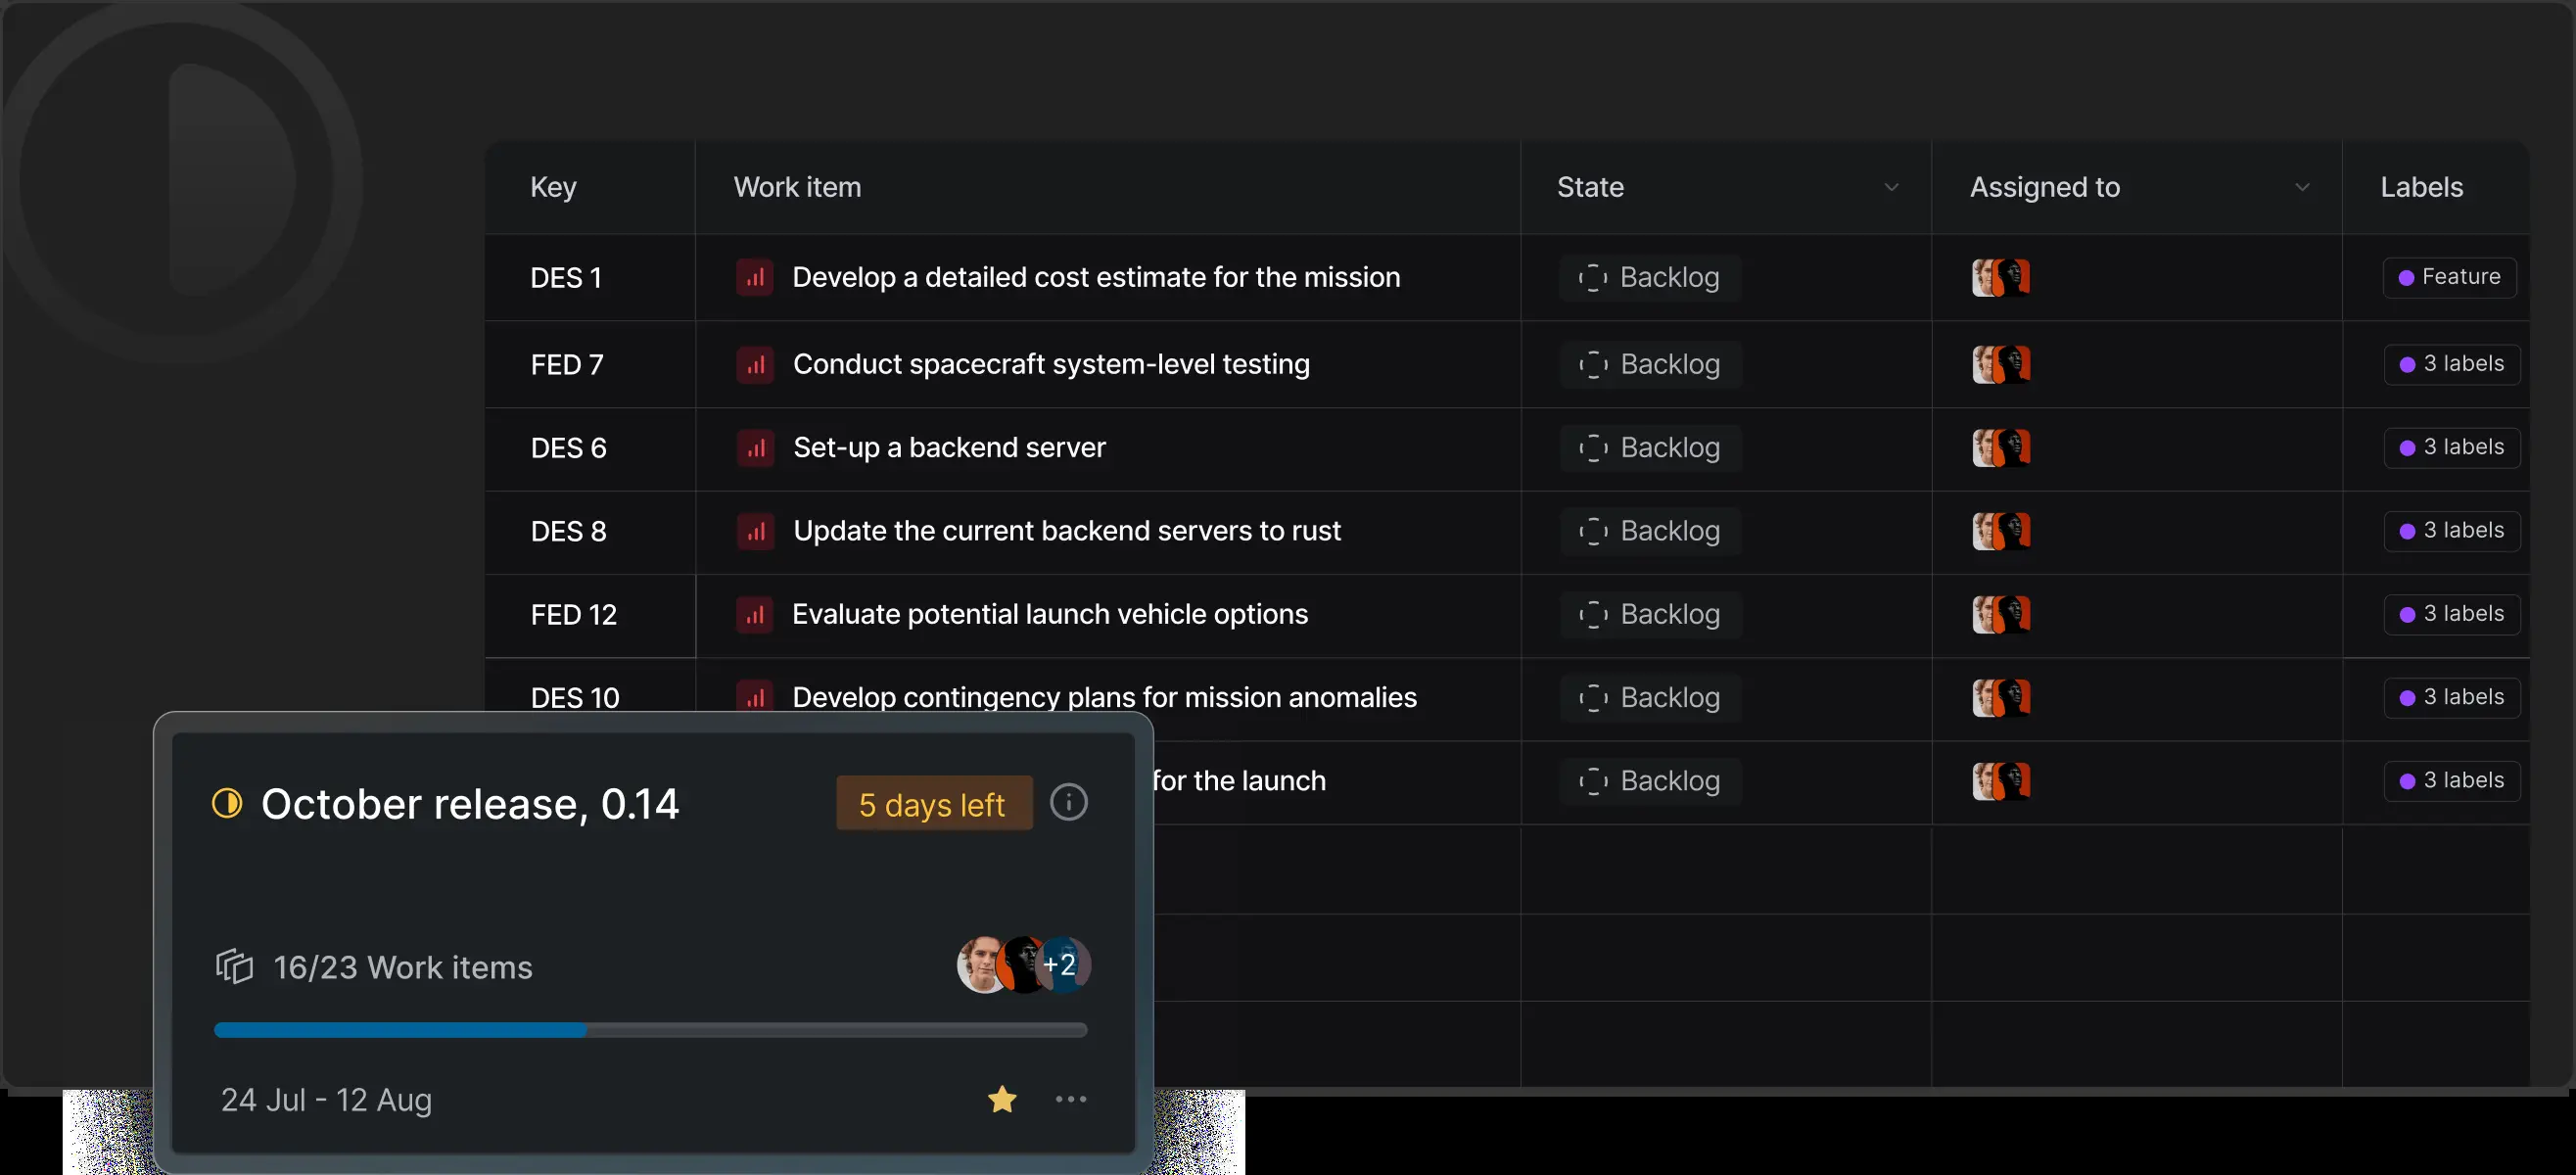 Key Work item State Assigned to Labels
DES 1 Develop a detailed cost estimate for the mission Backlog Feature
FED 7 Conduct spacecraft system-level testing Backlog 3 labels
DES 6 Set-up a backend server Backlog 3 labels
DES 8 Update the current backend servers to rust Backlog 3 labels
FED 12 Evaluate potential launch vehicle options Backlog 3 labels
DES 10 Develop contingency plans for mission anomalies Backlog 3 labels
for the launch Backlog 3 labels
October release, 0.14 5 days left
16/23 Work items +2
24 Jul - 12 Aug